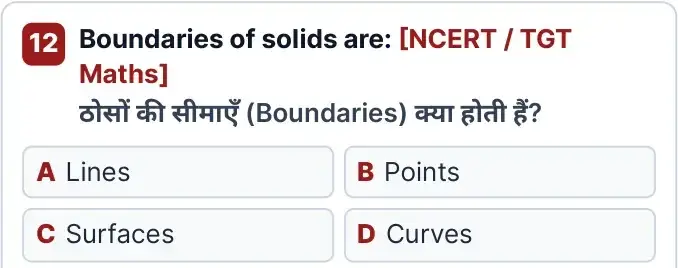 12 Boundaries of solids are: [NCERT / TGT
Maths]
ठोसों की सीमाएँ (Boundaries) क्या होती हैं?
A Lines
B Points
C Surfaces
D Curves